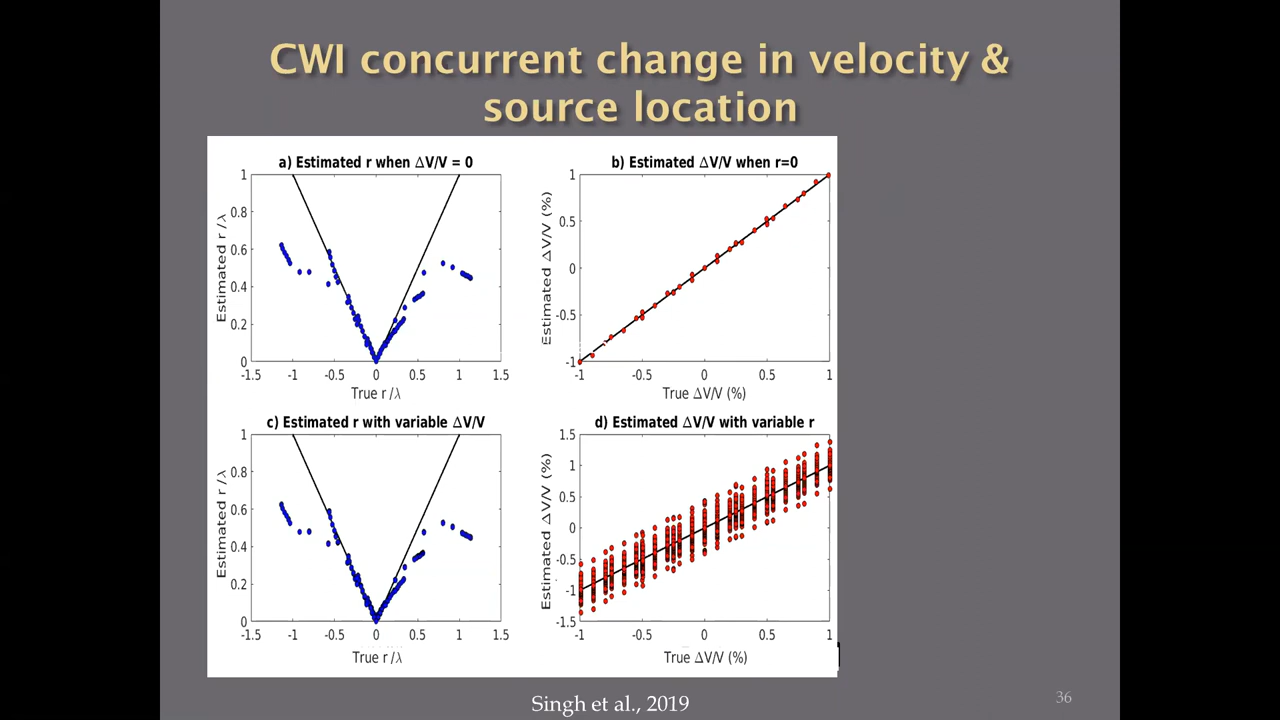 CWI concurrent change in velocity &
source location
a) Estimated r when ΔV/V = 0
1
0.8
0.6
0.4
0.2
0
Estimated r /λ
-1.5 -1 -0.5 0 0.5 1 1.5
True r /λ
b) Estimated ΔV/V when r=0
1
0.5
0
-0.5
-1
Estimated ΔV/V (%)
-1 -0.5 0 0.5 1
True ΔV/V (%)
c) Estimated r with variable ΔV/V
1
0.8
0.6
0.4
0.2
0
Estimated r /λ
-1.5 -1 -0.5 0 0.5 1 1.5
True r /λ
d) Estimated ΔV/V with variable r
1.5
1
0.5
0
-0.5
-1
-1.5
Estimated ΔV/V (%)
-1 -0.5 0 0.5 1
True ΔV/V (%)
Singh et al., 2019
36